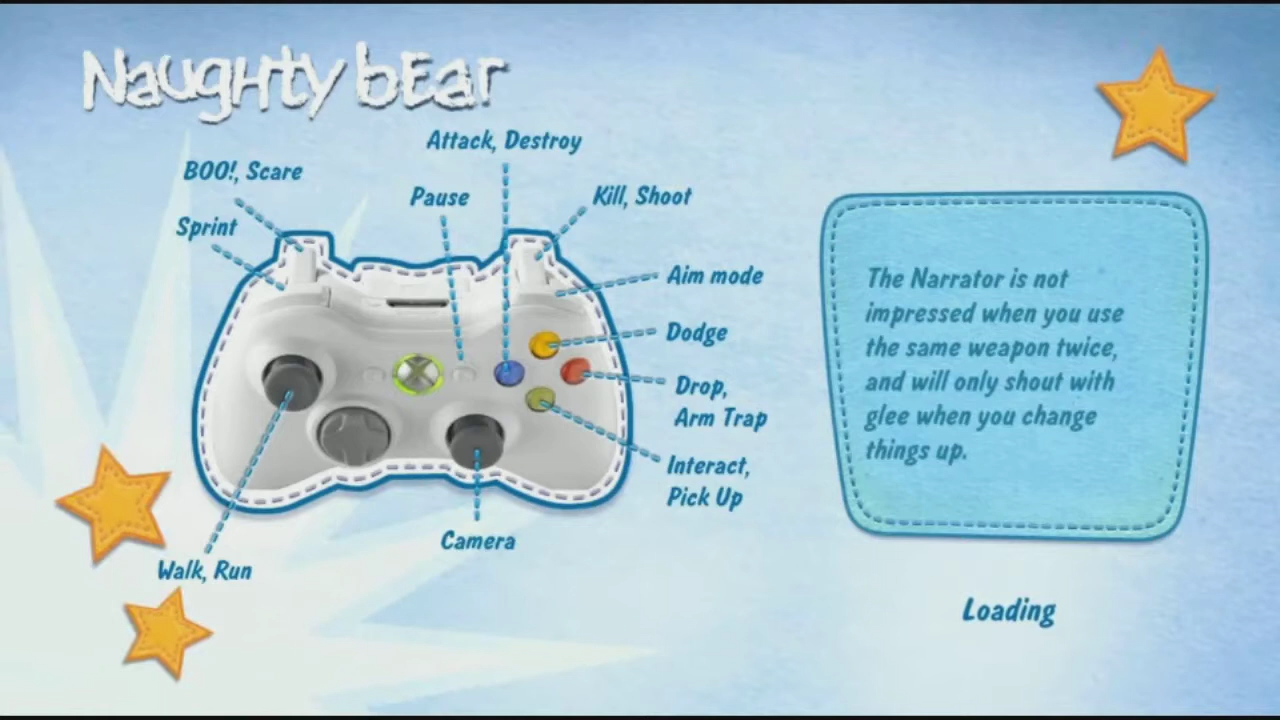 Naughty bEar
Attack, Destroy
BOO!, Scare
Pause
Kill, Shoot
Sprint
Aim mode
Dodge
Drop,
Arm Trap
Interact,
Pick Up
Camera
Walk, Run
The Narrator is not
impressed when you use
the same weapon twice,
and will only shout with
glee when you change
things up.
Loading